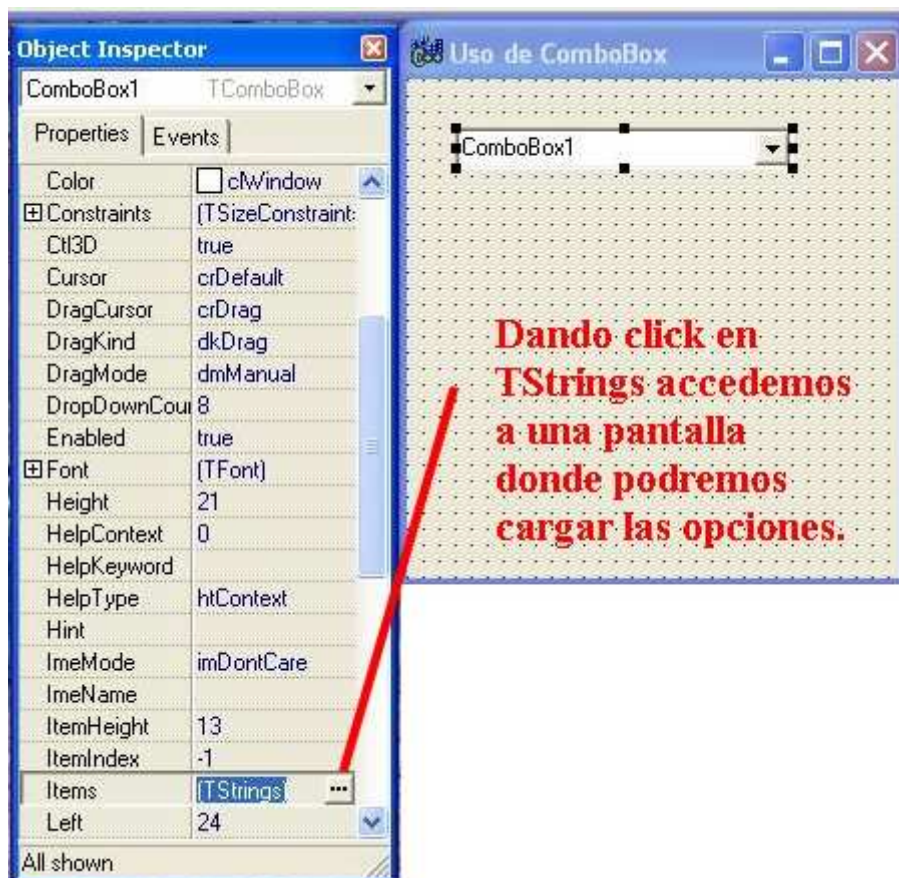 Object Inspector
ComboBox1 TComboBox
Properties Events
Color clWindow
Constraints (TSizeConstraint:
Ctl3D true
Cursor crDefault
DragCursor crDrag
DragKind dkDrag
DragMode dmManual
DropDownCou 8
Enabled true
Font (TFont)
Height 21
HelpContext 0
HelpKeyword
HelpType htContext
Hint
ImeMode imDontCare
ImeName
ItemHeight 13
ItemIndex -1
Items (TStrings) ...
Left 24
All shown
Uso de ComboBox
ComboBox1
Dando click en
TStrings accedemos
a una pantalla
donde podremos
cargar las opciones.